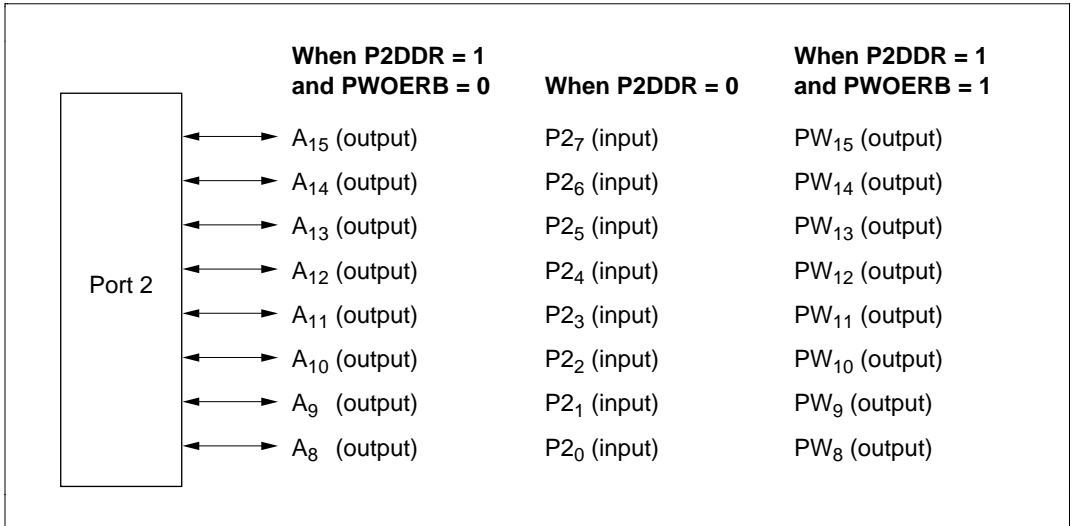 When P2DDR = 1 and PWOERB = 0
When P2DDR = 0
When P2DDR = 1 and PWOERB = 1
Port 2
A15 (output) P27 (input) PW15 (output)
A14 (output) P26 (input) PW14 (output)
A13 (output) P25 (input) PW13 (output)
A12 (output) P24 (input) PW12 (output)
A11 (output) P23 (input) PW11 (output)
A10 (output) P22 (input) PW10 (output)
A9 (output) P21 (input) PW9 (output)
A8 (output) P20 (input) PW8 (output)